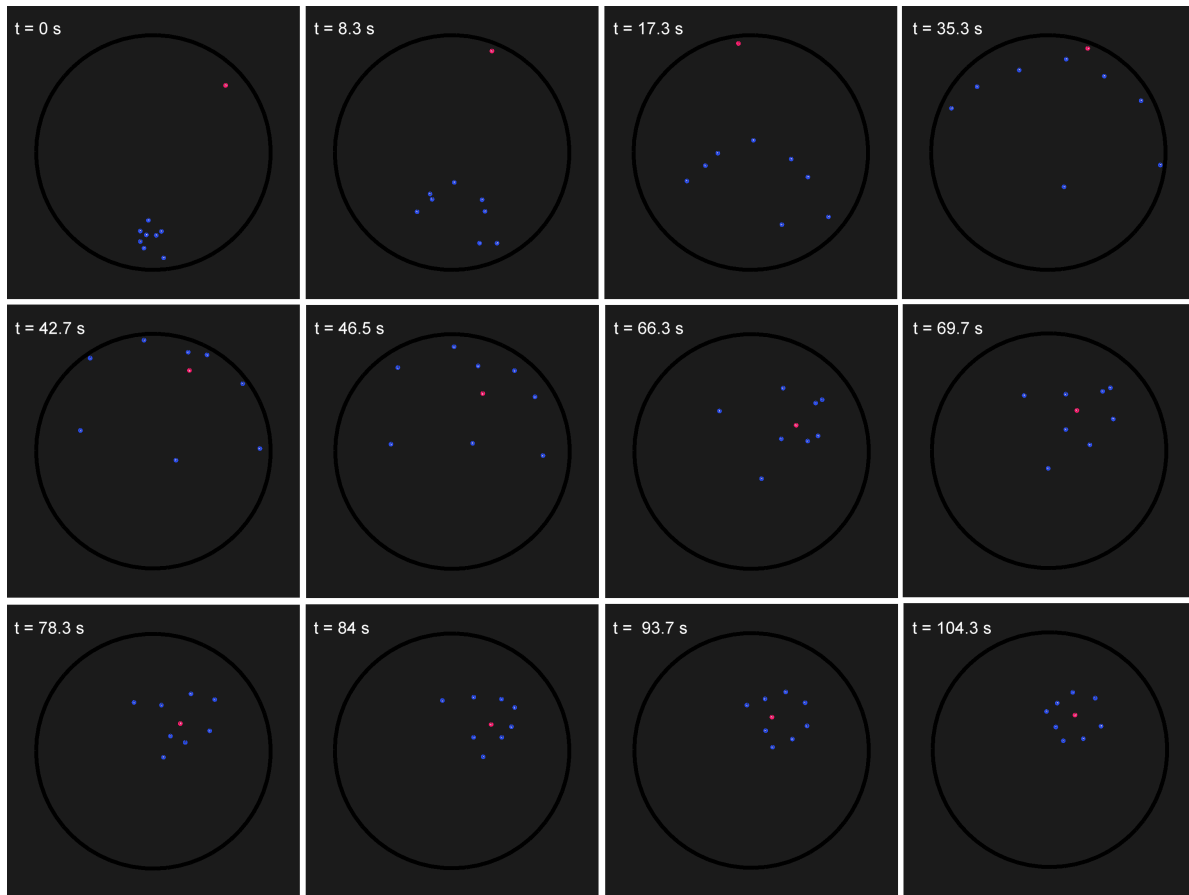 t = 0 s
t = 8.3 s
t = 17.3 s
t = 35.3 s
t = 42.7 s
t = 46.5 s
t = 66.3 s
t = 69.7 s
t = 78.3 s
t = 84 s
t =  93.7 s
t = 104.3 s